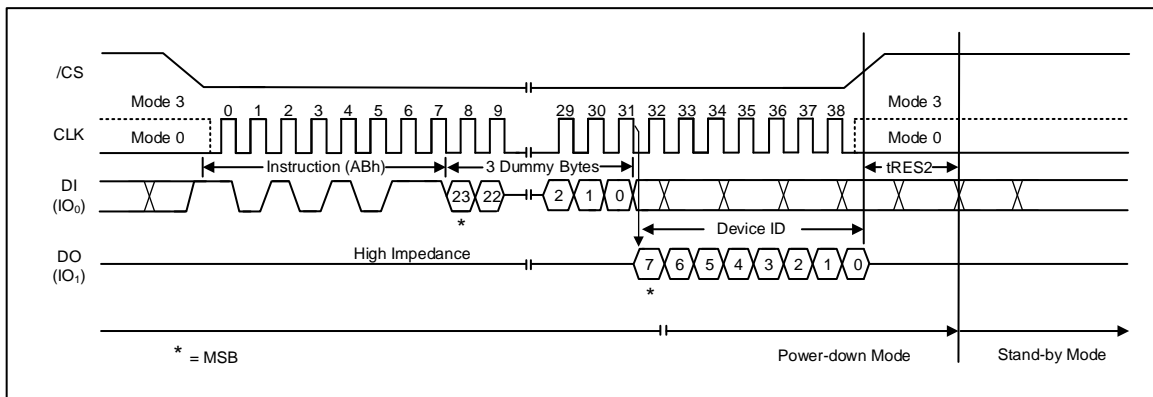 /CS
Mode 3
0 1 2 3 4 5 6 7 8 9 29 30 31 32 33 34 35 36 37 38
Mode 3
CLK
Mode 0
Mode 0
Instruction (ABh)
3 Dummy Bytes
tRES2
DI
(IO₀)
23 22 2 1 0
*
Device ID
DO
(IO₁)
High Impedance
7 6 5 4 3 2 1 0
*
* = MSB
Power-down Mode
Stand-by Mode